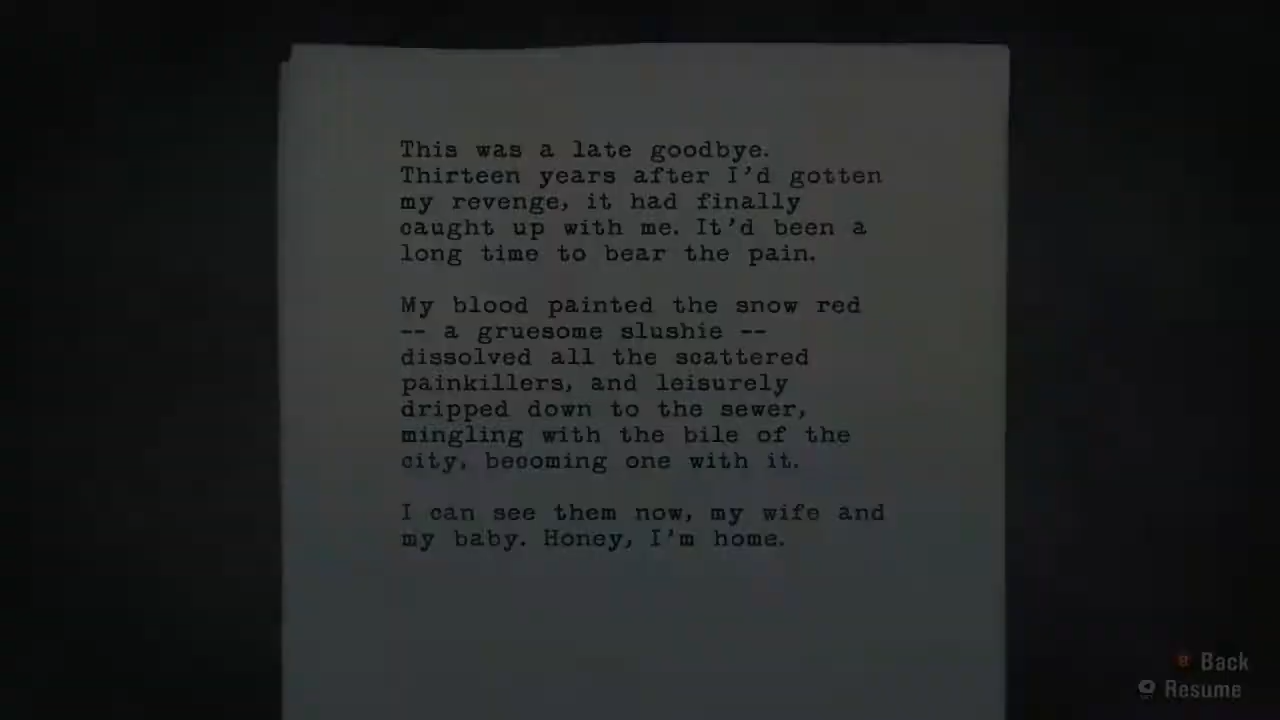 This was a late goodbye.
Thirteen years after I'd gotten
my revenge, it had finally
caught up with me. It'd been a
long time to bear the pain.
My blood painted the snow red
-- a gruesome slushie --
dissolved all the scattered
painkillers, and leisurely
dripped down to the sewer,
mingling with the bile of the
city, becoming one with it.
I can see them now, my wife and
my baby. Honey, I'm home.
B Back
Resume